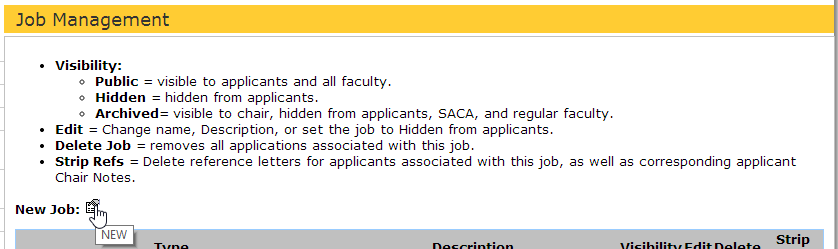 Job Management
• Visibility:
◦ Public = visible to applicants and all faculty.
◦ Hidden = hidden from applicants.
◦ Archived= visible to chair, hidden from applicants, SACA, and regular faculty.
• Edit = Change name, Description, or set the job to Hidden from applicants.
• Delete Job = removes all applications associated with this job.
• Strip Refs = Delete reference letters for applicants associated with this job, as well as corresponding applicant
Chair Notes.
New Job:
NEW
Type Description Visibility Edit Delete Strip